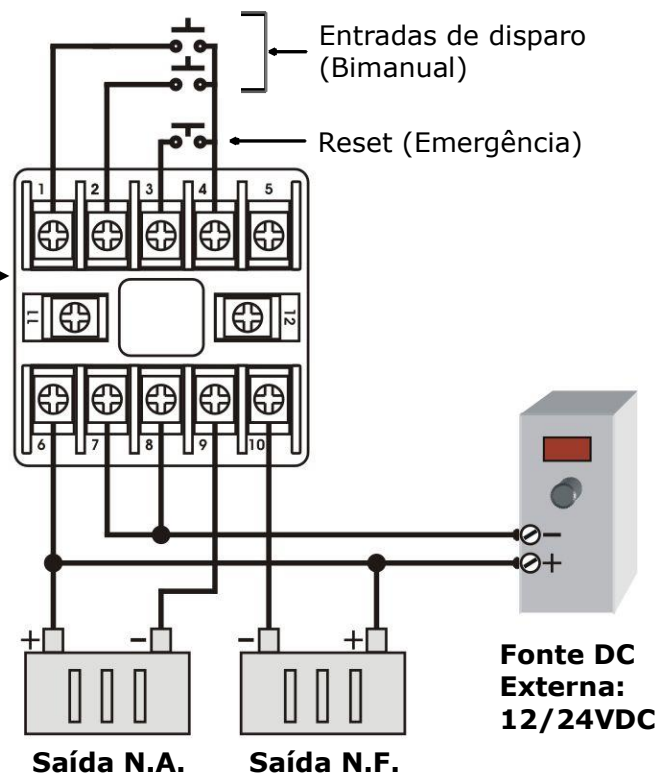 Entradas de disparo
(Bimanual)
Reset (Emergência)
1 2 3 4 5
11 12
6 7 8 9 10
-
+
+ - - +
Fonte DC
Externa:
12/24VDC
Saída N.A. Saída N.F.